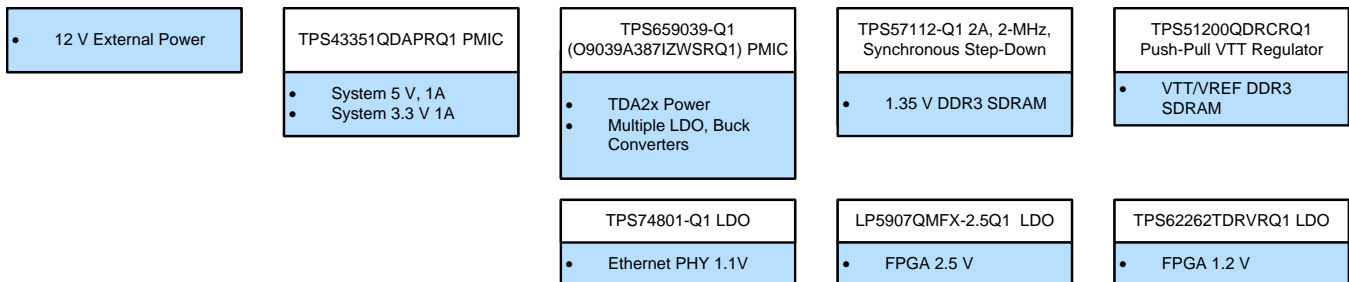 • 12 V External Power
TPS43351QDAPRQ1 PMIC
• System 5 V, 1A
• System 3.3 V 1A
TPS659039-Q1
(O9039A387IZWSRQ1) PMIC
• TDA2x Power
• Multiple LDO, Buck
Converters
TPS57112-Q1 2A, 2-MHz,
Synchronous Step-Down
• 1.35 V DDR3 SDRAM
TPS51200QDRCRQ1
Push-Pull VTT Regulator
• VTT/VREF DDR3
SDRAM
TPS74801-Q1 LDO
• Ethernet PHY 1.1V
LP5907QMFX-2.5Q1 LDO
• FPGA 2.5 V
TPS62262TDRVRQ1 LDO
• FPGA 1.2 V